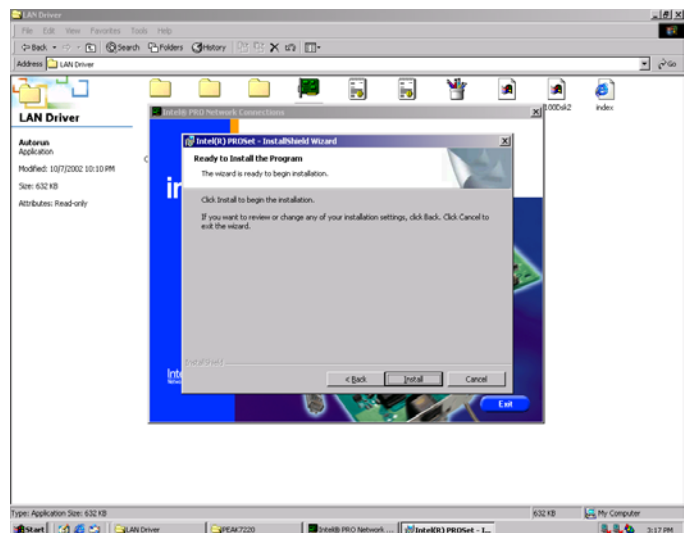 LAN Driver
File Edit View Favorites Tools Help
Back Search Folders History
Address LAN Driver Go
LAN Driver
Autorun
Application
Modified: 10/7/2002 10:10 PM
Size: 632 KB
Attributes: Read-only
index
Intel® PRO Network Connections
Intel(R) PROSet - InstallShield Wizard
Ready to Install the Program
The wizard is ready to begin installation.
Click Install to begin the installation.
If you want to review or change any of your installation settings, click Back. Click Cancel to
exit the wizard.
InstallShield
< Back Install Cancel
Exit
Type: Application Size: 632 KB 632 KB My Computer
Start LAN Driver PEAK7220 Intel® PRO Network ... Intel(R) PROSet - I... 3:17 PM